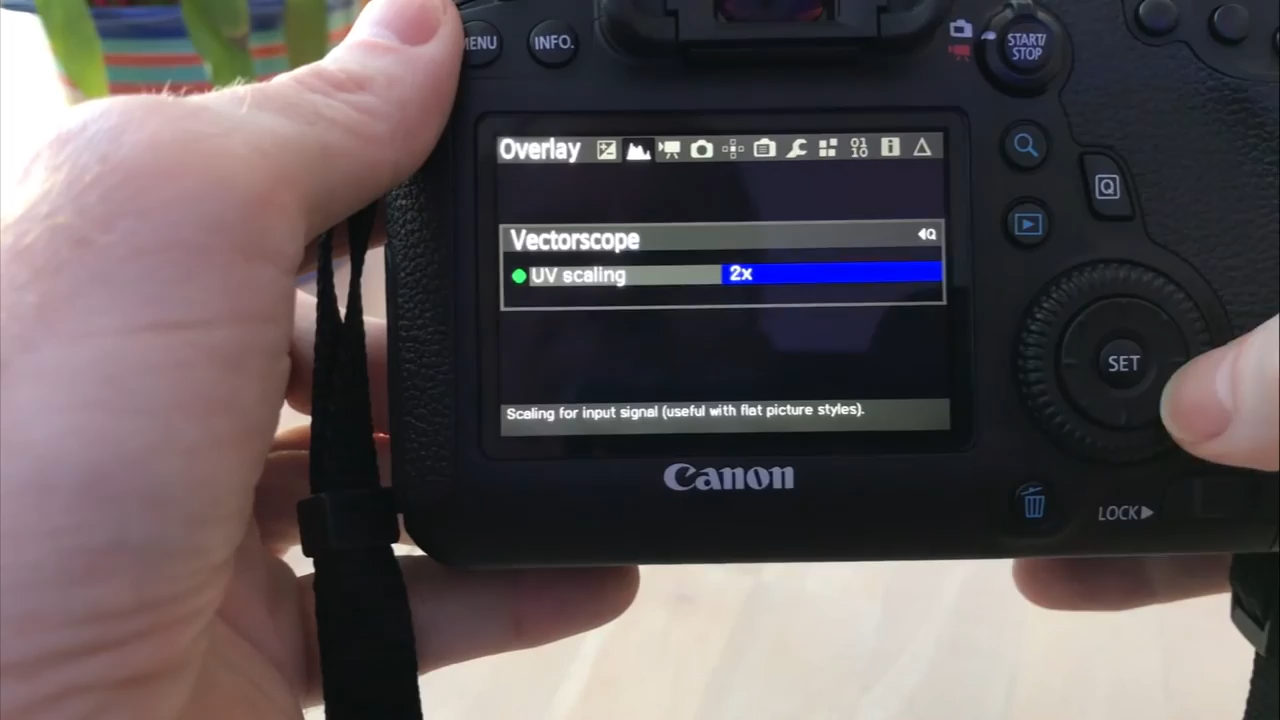 MENU
INFO.
START/
STOP
Overlay
Vectorscope
Q
Q
UV scaling 2x
Scaling for input signal (useful with flat picture styles).
SET
Canon
LOCK